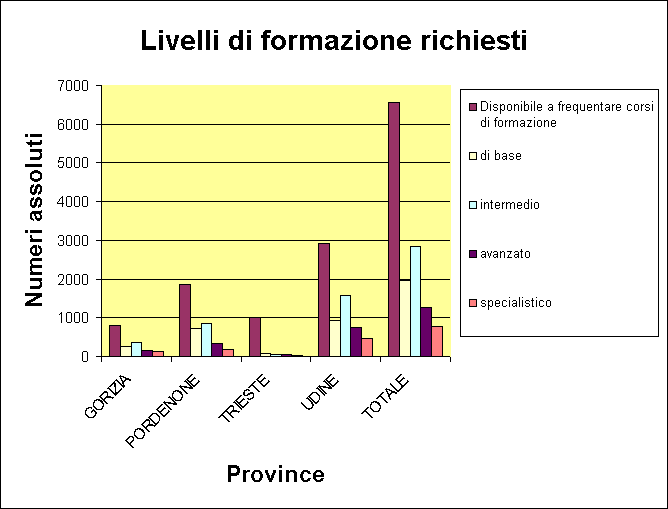 Livelli di formazione richiesti
Numeri assoluti
7000
6000
5000
4000
3000
2000
1000
0
GORIZIA
PORDENONE
TRIESTE
UDINE
TOTALE
Province
Disponibile a frequentare corsi
di formazione
di base
intermedio
avanzato
specialistico